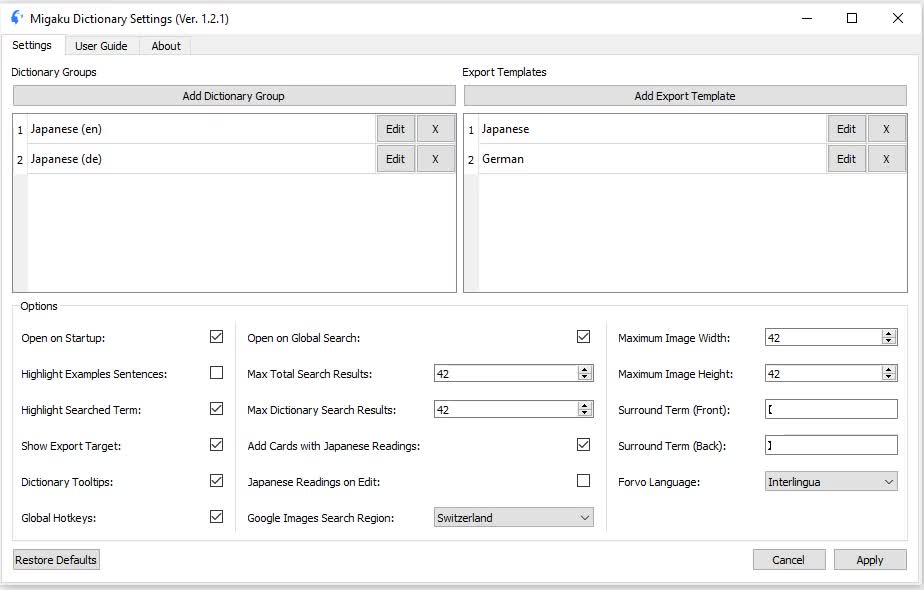 Migaku Dictionary Settings (Ver. 1.2.1)
Settings User Guide About
Dictionary Groups
Add Dictionary Group
1 Japanese (en) Edit X
2 Japanese (de) Edit X
Export Templates
Add Export Template
1 Japanese Edit X
2 German Edit X
Options
Open on Startup:
Highlight Examples Sentences:
Highlight Searched Term:
Show Export Target:
Dictionary Tooltips:
Global Hotkeys:
Open on Global Search:
Max Total Search Results: 42
Max Dictionary Search Results: 42
Add Cards with Japanese Readings:
Japanese Readings on Edit:
Google Images Search Region: Switzerland
Maximum Image Width: 42
Maximum Image Height: 42
Surround Term (Front): 【
Surround Term (Back): 】
Forvo Language: Interlingua
Restore Defaults Cancel Apply